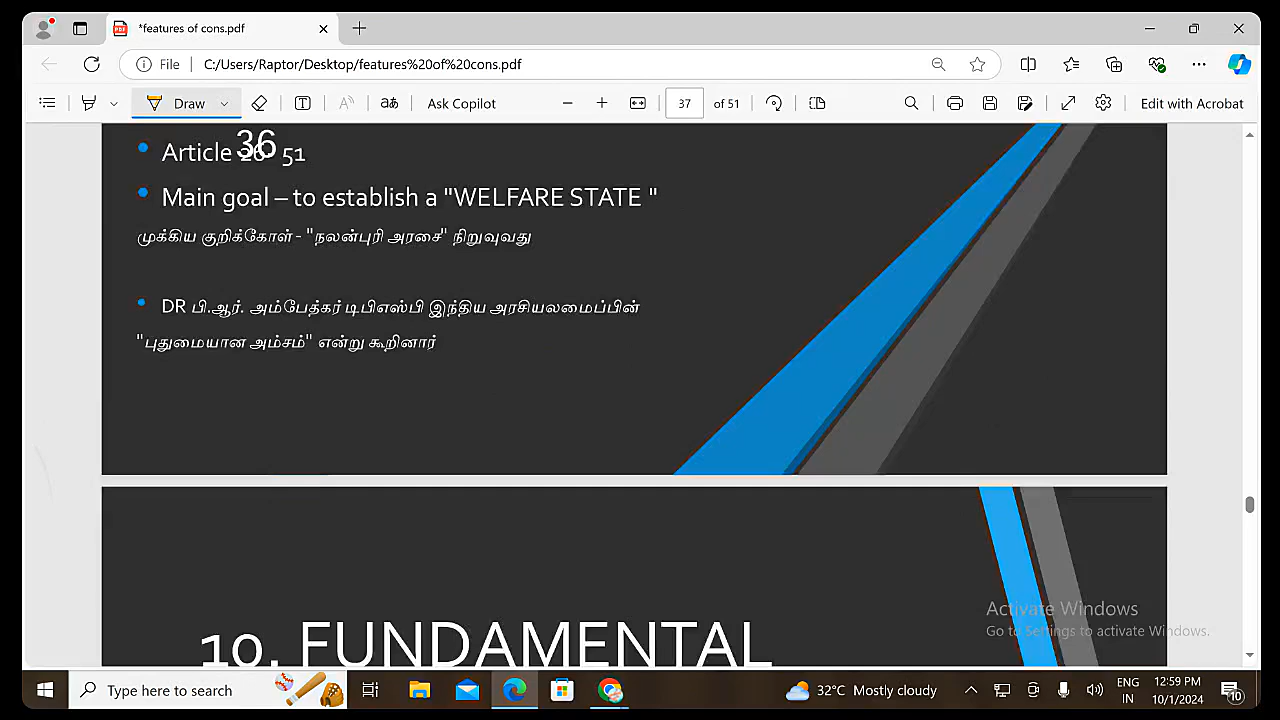 *features of cons.pdf
File C:/Users/Raptor/Desktop/features%20of%20cons.pdf
Draw Ask Copilot 37 of 51 Edit with Acrobat
36
Article 26- 51
Main goal – to establish a "WELFARE STATE "
முக்கிய குறிக்கோள்- "நலன்புரி அரசை" நிறுவுவது
DR பி.ஆர். அம்பேத்கர் டிபிஎஸ்பி இந்திய அரசியலமைப்பின்
"புதுமையான அம்சம்" என்று கூறினார்
10. FUNDAMENTAL
Activate Windows
Go to Settings to activate Windows.
Type here to search 32°C Mostly cloudy ENG IN 12:59 PM 10/1/2024 10